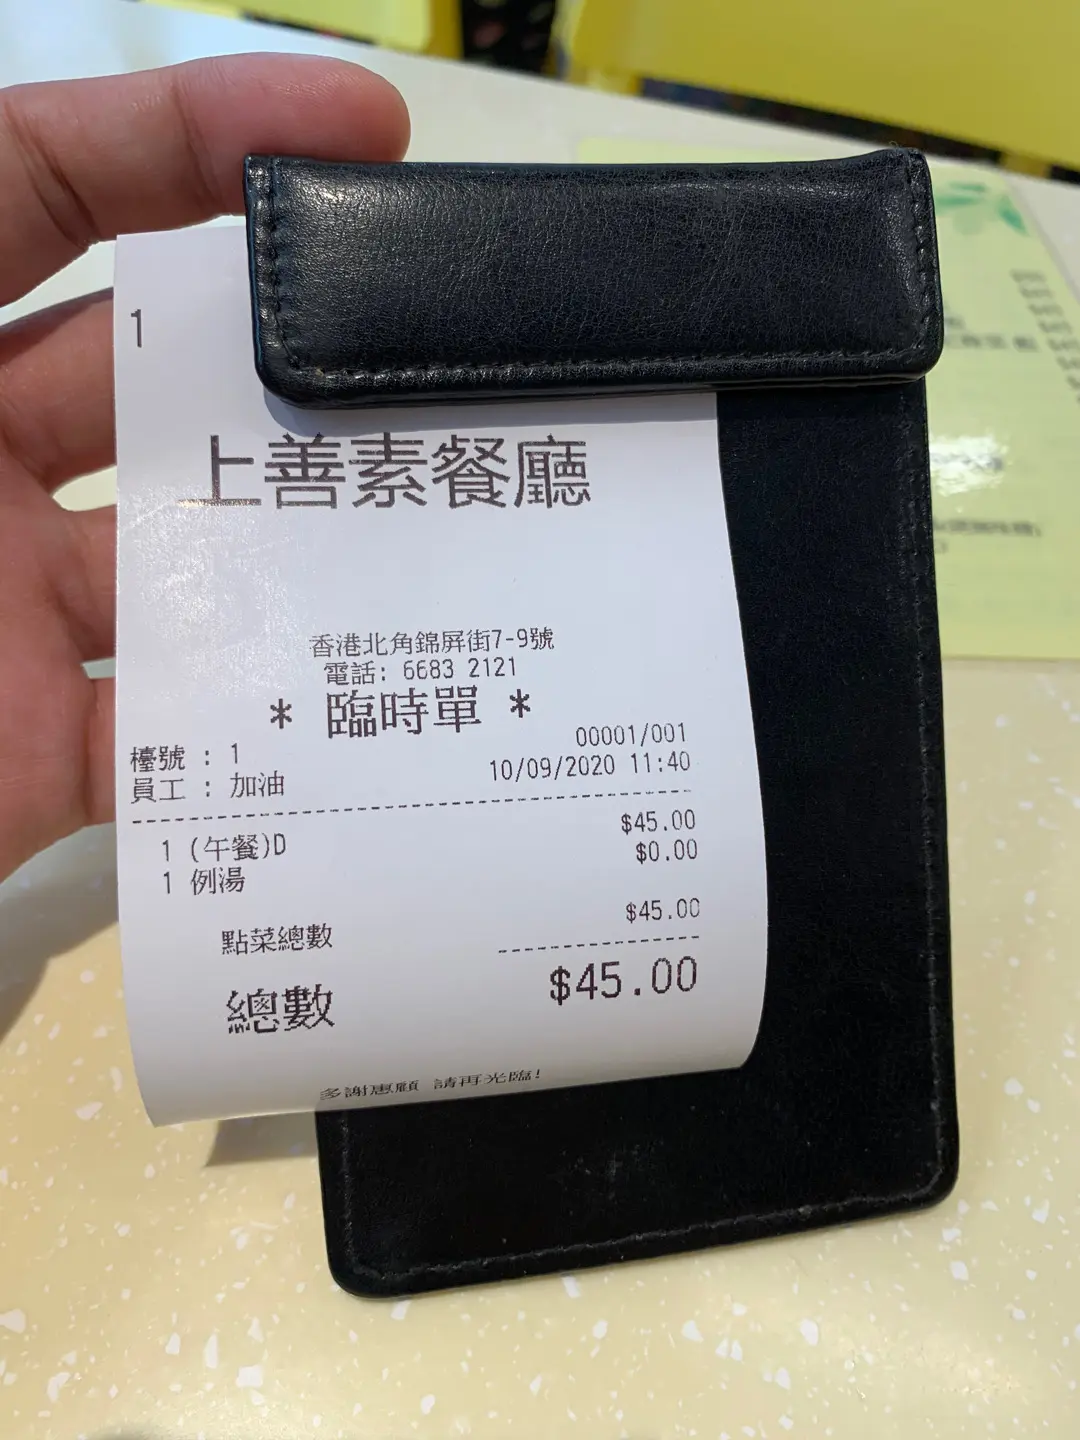 1
上善素餐廳
香港北角錦屏街7-9號
電話: 6683 2121
* 臨時單 *
00001/001
檯號 : 1
10/09/2020 11:40
員工 : 加油
1 (午餐)D $45.00
1 例湯 $0.00
點菜總數 $45.00
總數 $45.00
多謝惠顧 請再光臨!